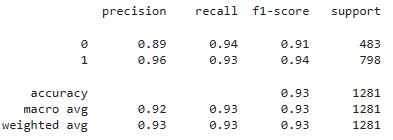 precision recall f1-score support
0 0.89 0.94 0.91 483
1 0.96 0.93 0.94 798
accuracy 0.93 1281
macro avg 0.92 0.93 0.93 1281
weighted avg 0.93 0.93 0.93 1281